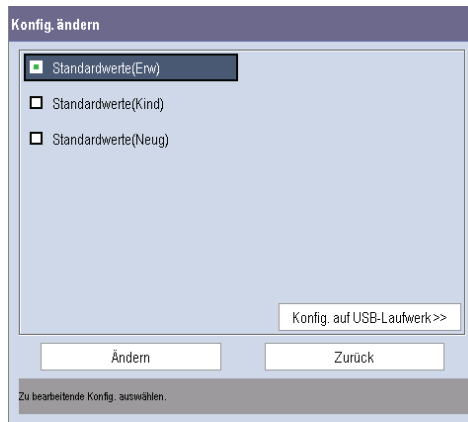 Konfig. ändern
Standardwerte(Erw)
Standardwerte(Kind)
Standardwerte(Neug)
Konfig. auf USB-Laufwerk >>
Ändern
Zurück
Zu bearbeitende Konfig. auswählen.